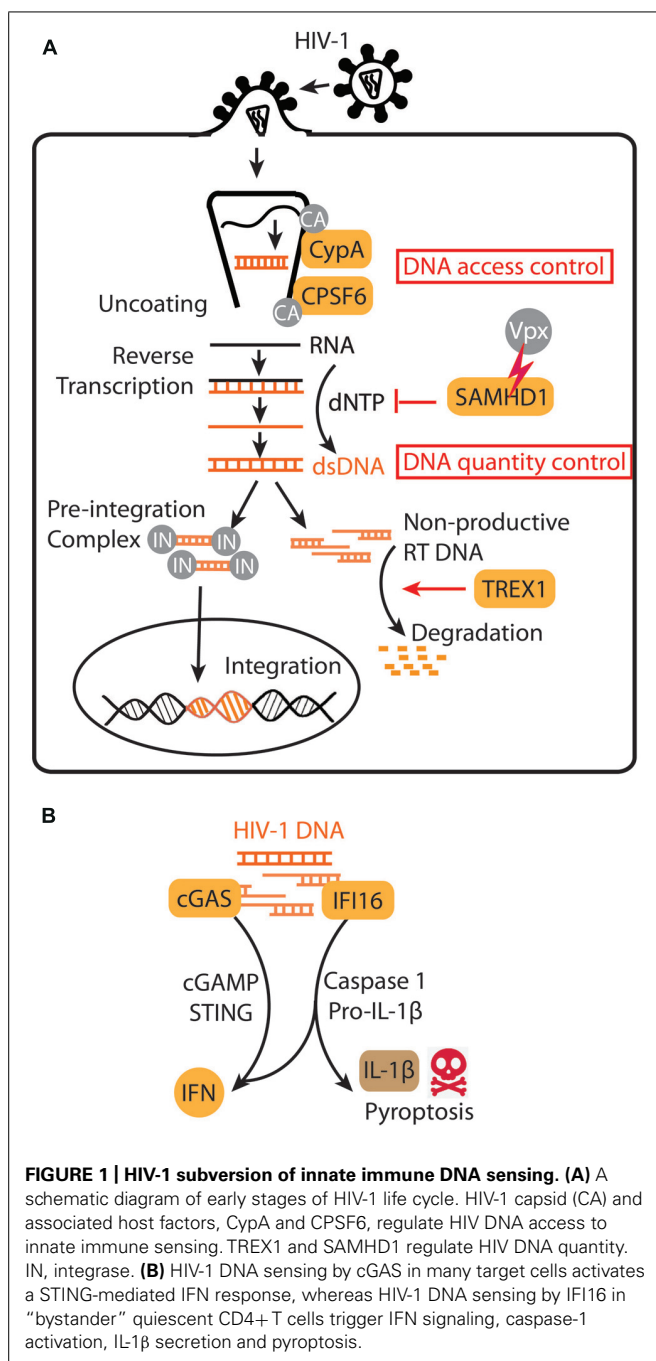 A
HIV-1
CA
CypA
DNA access control
CPSF6
CA
Uncoating
Vpx
RNA
Reverse
Transcription
dNTP
SAMHD1
dsDNA
DNA quantity control
Pre-integration
Complex
IN
IN
IN
IN
Non-productive
RT DNA
TREX1
Degradation
Integration
B
HIV-1 DNA
cGAS
IFI16
cGAMP
STING
Caspase 1
Pro-IL-1β
IFN
IL-1β
Pyroptosis
FIGURE 1 | HIV-1 subversion of innate immune DNA sensing. (A) A
schematic diagram of early stages of HIV-1 life cycle. HIV-1 capsid (CA) and
associated host factors, CypA and CPSF6, regulate HIV DNA access to
innate immune sensing. TREX1 and SAMHD1 regulate HIV DNA quantity.
IN, integrase. (B) HIV-1 DNA sensing by cGAS in many target cells activates
a STING-mediated IFN response, whereas HIV-1 DNA sensing by IFI16 in
“bystander” quiescent CD4+ T cells trigger IFN signaling, caspase-1
activation, IL-1β secretion and pyroptosis.